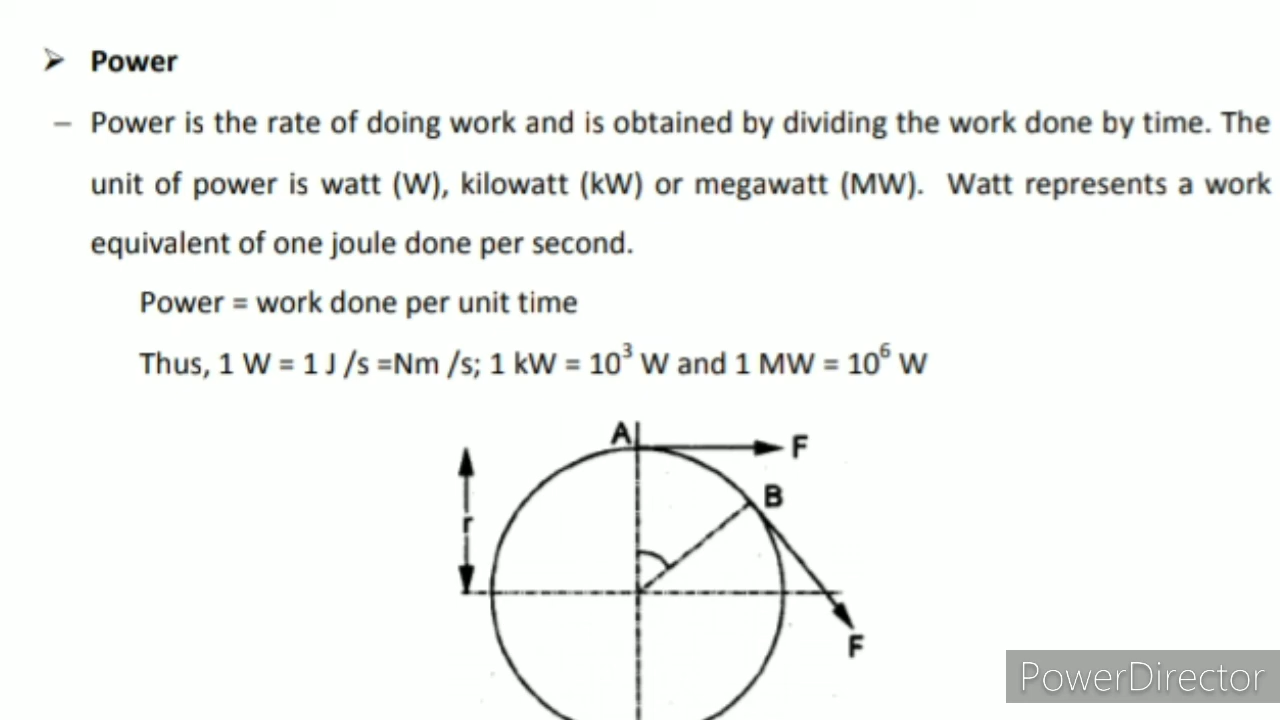 ➢ Power
– Power is the rate of doing work and is obtained by dividing the work done by time. The
unit of power is watt (W), kilowatt (kW) or megawatt (MW). Watt represents a work
equivalent of one joule done per second.
Power = work done per unit time
Thus, 1 W = 1 J /s =Nm /s; 1 kW = 10³ W and 1 MW = 10⁶ W
A
F
B
r
F
PowerDirector